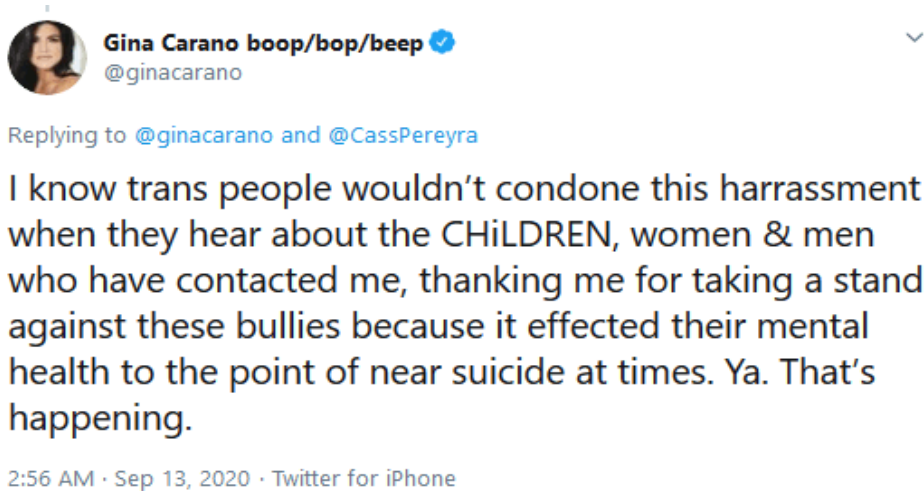 Gina Carano boop/bop/beep
@ginacarano
Replying to @ginacarano and @CassPereyra
I know trans people wouldn’t condone this harrassment
when they hear about the CHiLDREN, women & men
who have contacted me, thanking me for taking a stand
against these bullies because it effected their mental
health to the point of near suicide at times. Ya. That’s
happening.
2:56 AM · Sep 13, 2020 · Twitter for iPhone